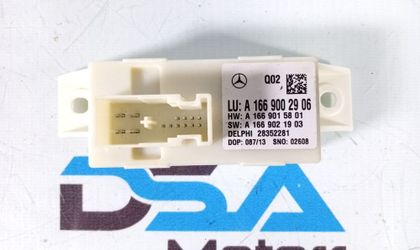 Q02
LU: A 166 900 29 06
HW: A 166 901 58 01
SW: A 166 902 19 03
DELPHI 28352281
DOP: 087/13 SNO: 02608
DSA
Motors